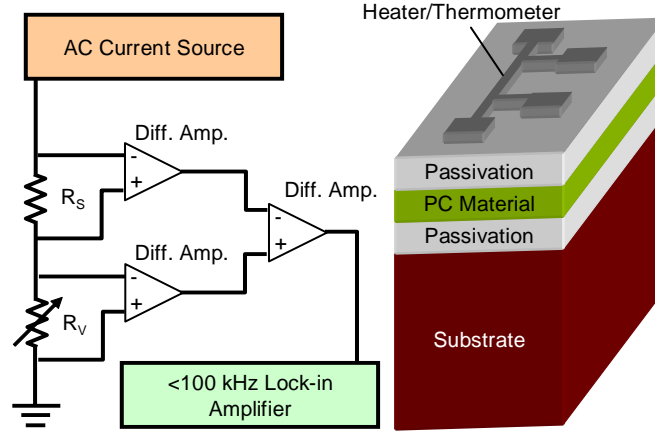 AC Current Source
Heater/Thermometer
Diff. Amp.
-
+
R_S
Diff. Amp.
-
+
Diff. Amp.
-
+
R_V
<100 kHz Lock-in
Amplifier
Passivation
PC Material
Passivation
Substrate